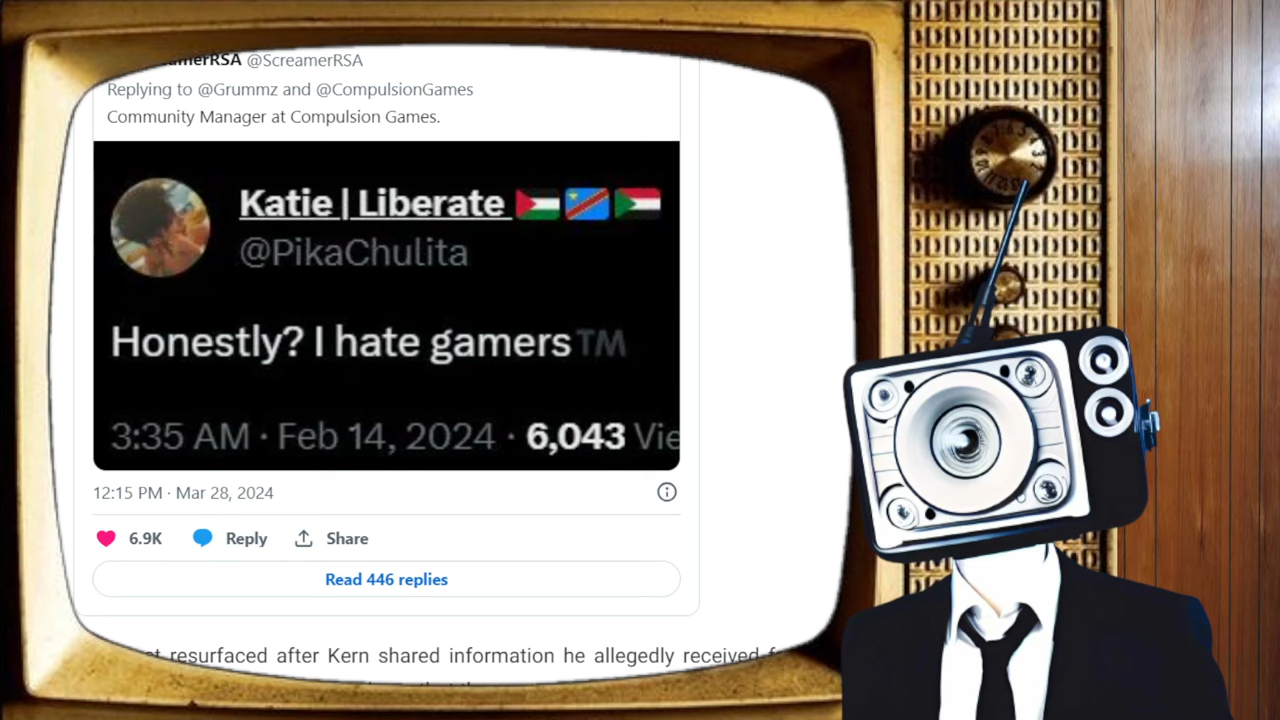 @ScreamerRSA
Replying to @Grummz and @CompulsionGames
Community Manager at Compulsion Games.
Katie | Liberate 🇵🇸🇨🇩🇸🇩
@PikaChulita
Honestly? I hate gamers™
3:35 AM · Feb 14, 2024 · 6,043
12:15 PM · Mar 28, 2024
6.9K Reply Share
Read 446 replies
resurfaced after Kern shared information he allegedly received